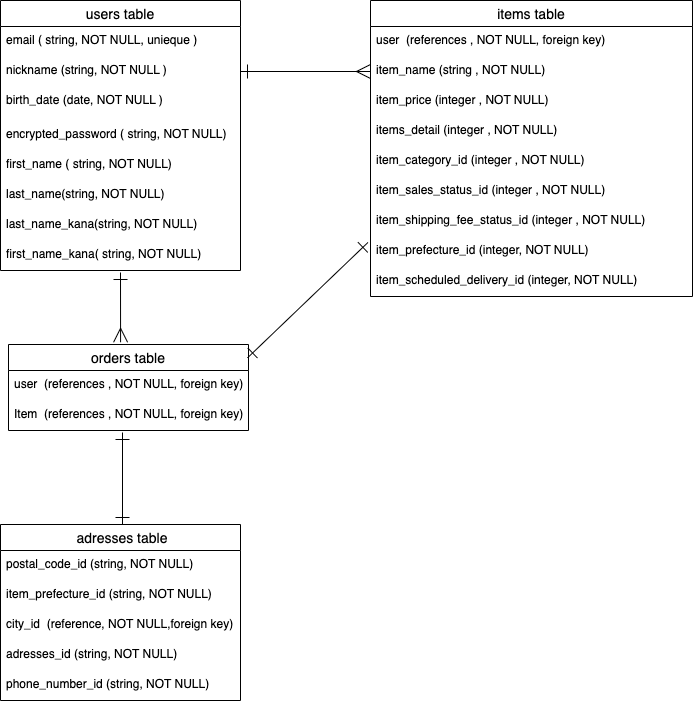 users table
email ( string, NOT NULL, unieque )
nickname (string, NOT NULL )
birth_date (date, NOT NULL )
encrypted_password ( string, NOT NULL)
first_name ( string, NOT NULL)
last_name(string, NOT NULL)
last_name_kana(string, NOT NULL)
first_name_kana( string, NOT NULL)
items table
user  (references , NOT NULL, foreign key)
item_name (string , NOT NULL)
item_price (integer , NOT NULL)
items_detail (integer , NOT NULL)
item_category_id (integer , NOT NULL)
item_sales_status_id (integer , NOT NULL)
item_shipping_fee_status_id (integer , NOT NULL)
item_prefecture_id (integer, NOT NULL)
item_scheduled_delivery_id (integer, NOT NULL)
orders table
user  (references , NOT NULL, foreign key)
Item  (references , NOT NULL, foreign key)
adresses table
postal_code_id (string, NOT NULL)
item_prefecture_id (string, NOT NULL)
city_id  (reference, NOT NULL,foreign key)
adresses_id (string, NOT NULL)
phone_number_id (string, NOT NULL)